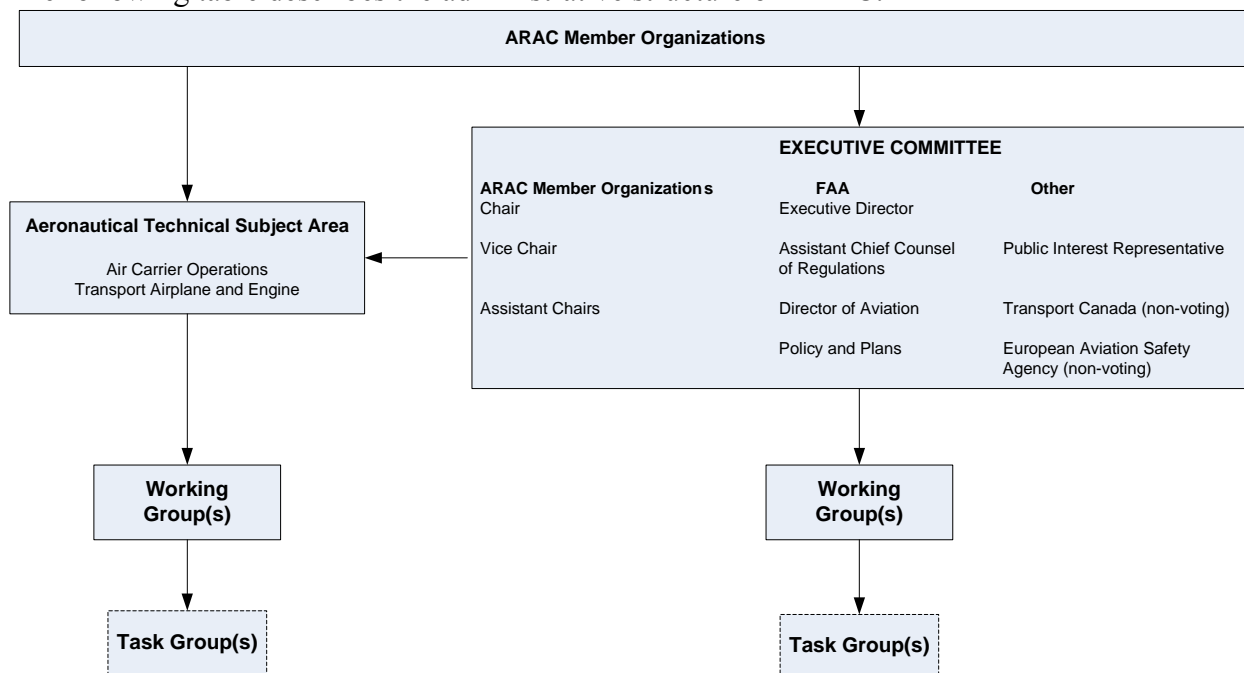 ARAC Member Organizations
EXECUTIVE COMMITTEE
ARAC Member Organizations FAA Other
Chair Executive Director
Vice Chair Assistant Chief Counsel of Regulations Public Interest Representative
Assistant Chairs Director of Aviation Transport Canada (non-voting)
Policy and Plans European Aviation Safety Agency (non-voting)
Aeronautical Technical Subject Area
Air Carrier Operations
Transport Airplane and Engine
Working
Group(s)
Working
Group(s)
Task Group(s)
Task Group(s)